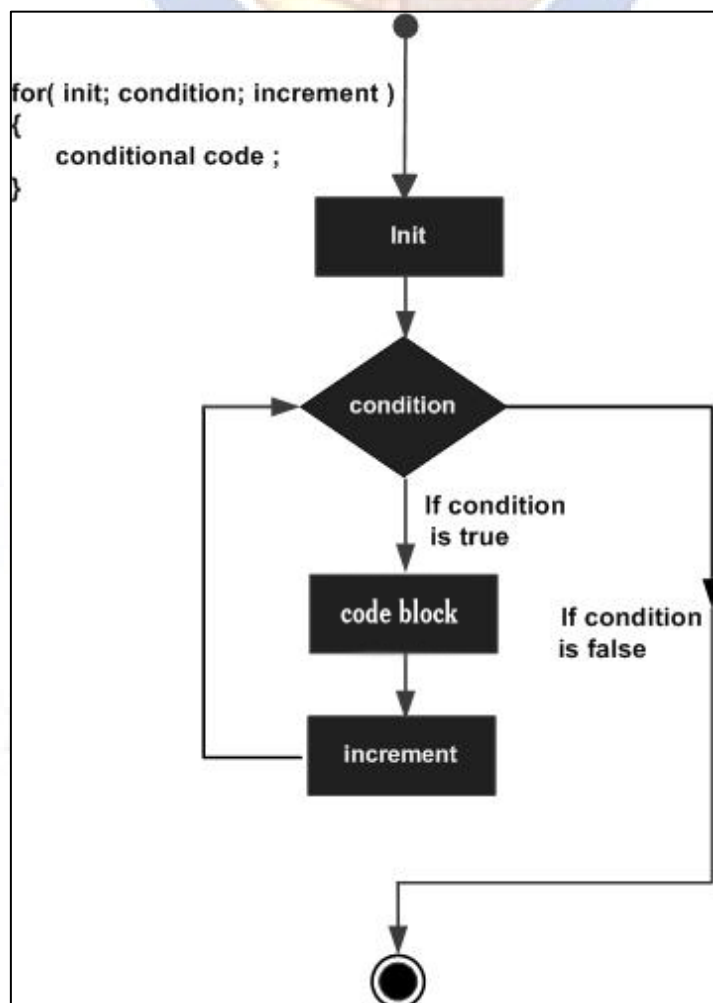 for( init; condition; increment )
{
conditional code ;
}
Init
condition
If condition
is true
code block
If condition
is false
increment